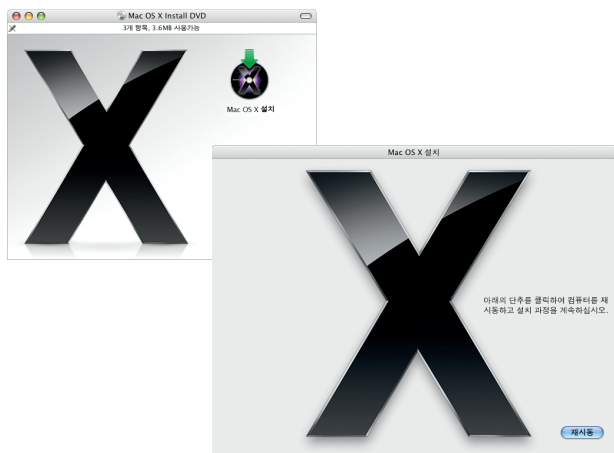 Mac OS X Install DVD
3개 항목, 3.6MB 사용가능
Mac OS X 설치
Mac OS X 설치
아래의 단추를 클릭하여 컴퓨터를 재
시동하고 설치 과정을 계속하십시오.
재시동